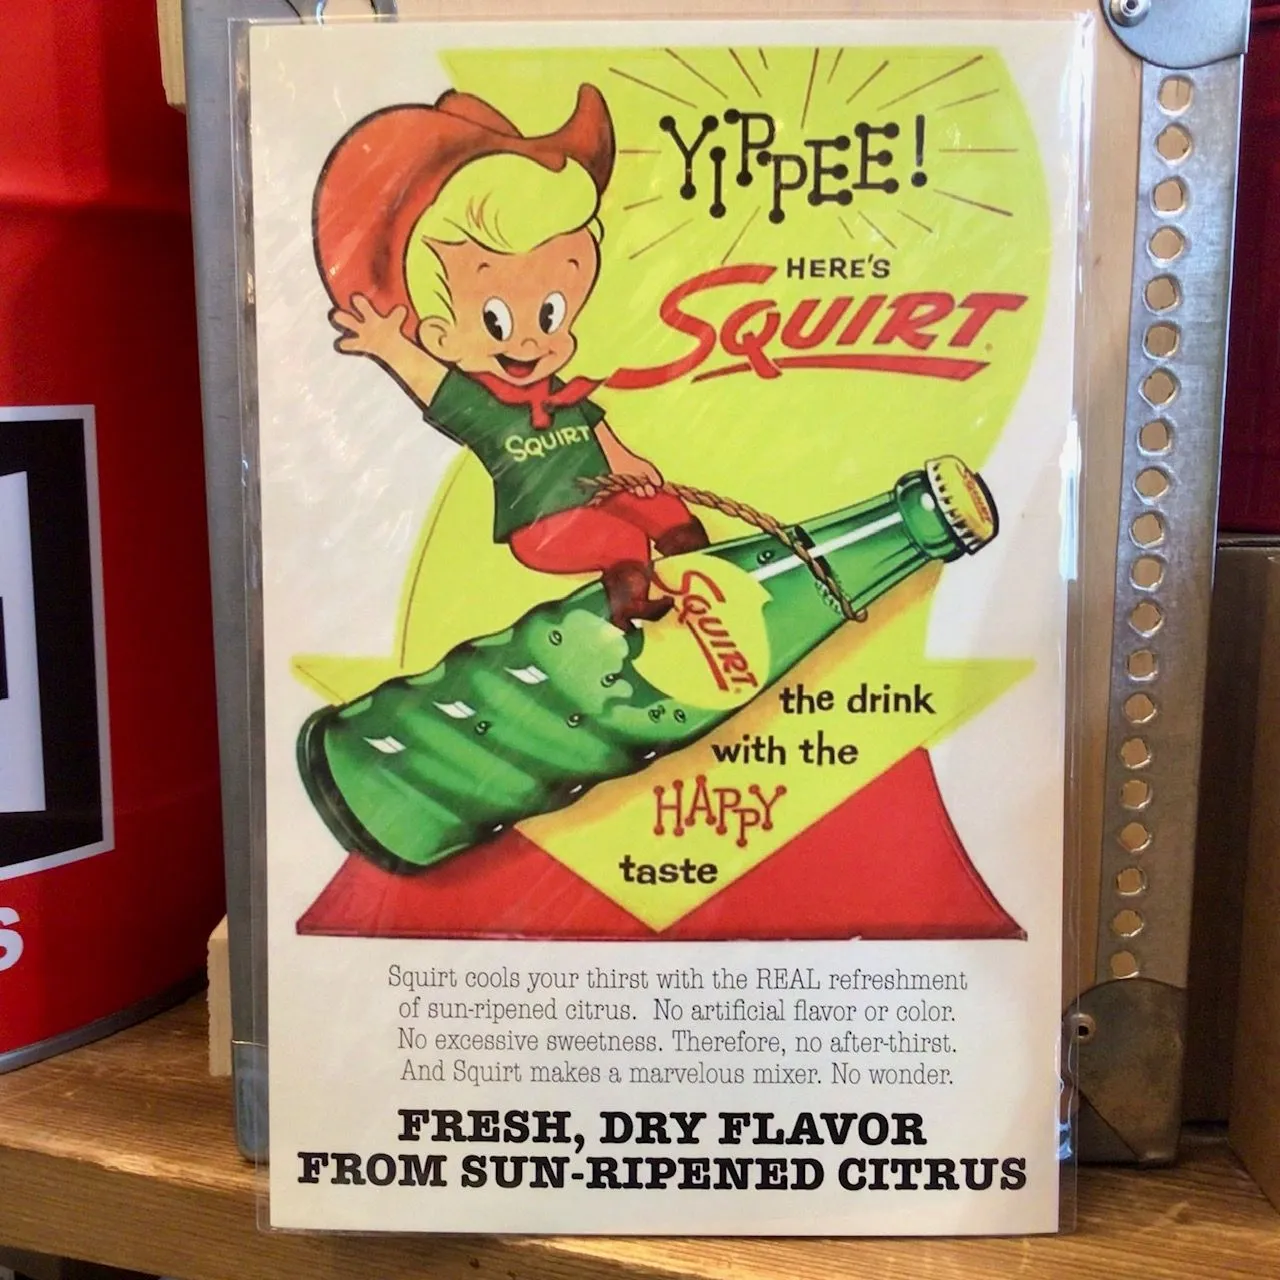 YIPPEE!
HERE'S
SQUIRT
SQUIRT
SQUIRT
SQUIRT
the drink
with the
HAPPY
taste
Squirt cools your thirst with the REAL refreshment
of sun-ripened citrus. No artificial flavor or color.
No excessive sweetness. Therefore, no after-thirst.
And Squirt makes a marvelous mixer. No wonder.
FRESH, DRY FLAVOR
FROM SUN-RIPENED CITRUS
S